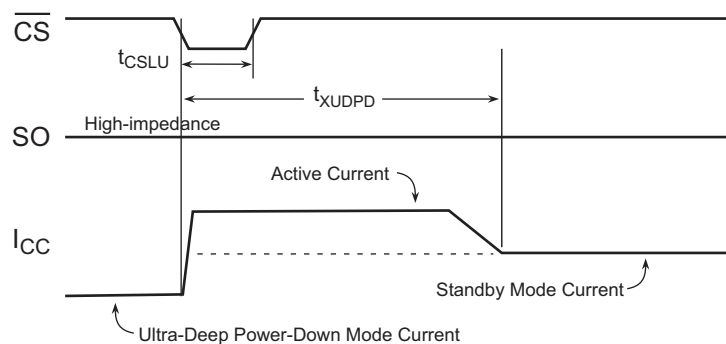 CS
tCSLU
tXUDPD
High-impedance
SO
Active Current
ICC
Standby Mode Current
Ultra-Deep Power-Down Mode Current